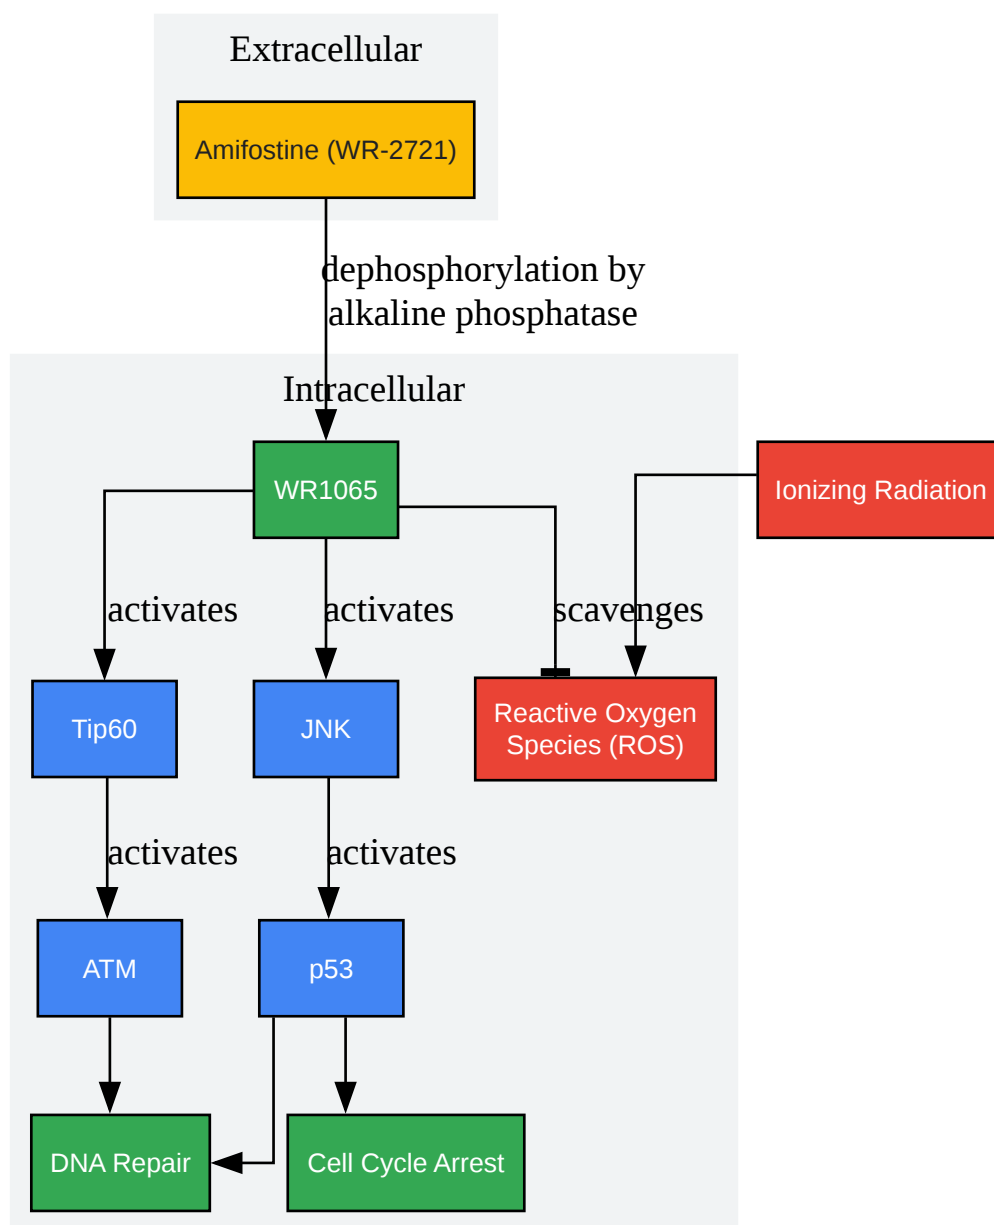 Extracellular
Amifostine (WR-2721)
dephosphorylation by
alkaline phosphatase
Intracellular
WR1065
Ionizing Radiation
activates
activates
scavenges
Tip60
JNK
Reactive Oxygen
Species (ROS)
activates
activates
ATM
p53
DNA Repair
Cell Cycle Arrest